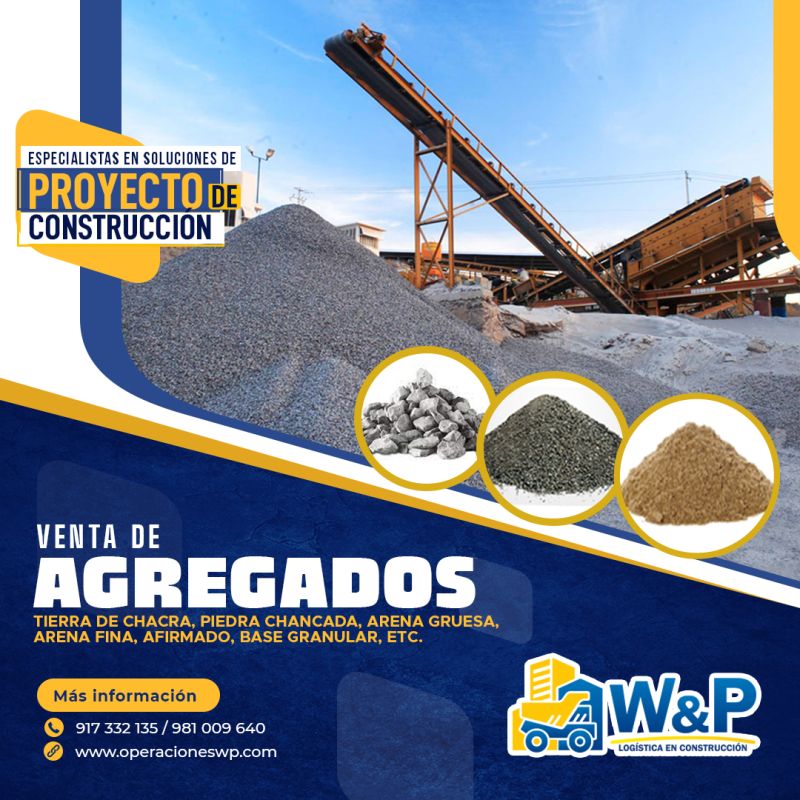 ESPECIALISTAS EN SOLUCIONES DE
PROYECTO DE
CONSTRUCCIÓN
VENTA DE
AGREGADOS
TIERRA DE CHACRA, PIEDRA CHANCADA, ARENA GRUESA,
ARENA FINA, AFIRMADO, BASE GRANULAR, ETC.
Más información
917 332 135 / 981 009 640
www.operacioneswp.com
W&P
LOGÍSTICA EN CONSTRUCCIÓN